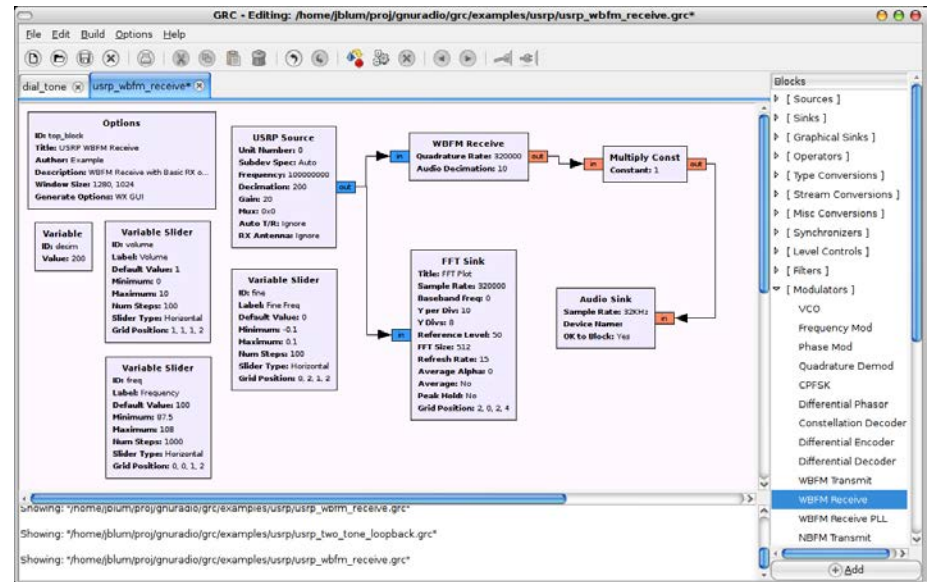 GRC - Editing: /home/jblum/proj/gnuradio/grc/examples/usrp/usrp_wbfm_receive.grc*
File Edit Build Options Help
dial_tone
usrp_wbfm_receive*
Options
ID: top_block
Title: USRP WBFM Receive
Author: Example
Description: WBFM Receive with Basic RX o...
Window Size: 1280, 1024
Generate Options: WX GUI
Variable
ID: decim
Value: 200
Variable Slider
ID: volume
Label: Volume
Default Value: 1
Minimum: 0
Maximum: 10
Num Steps: 100
Slider Type: Horizontal
Grid Position: 1, 1, 1, 2
Variable Slider
ID: freq
Label: Frequency
Default Value: 100
Minimum: 87.5
Maximum: 108
Num Steps: 1000
Slider Type: Horizontal
Grid Position: 0, 0, 1, 2
USRP Source
Unit Number: 0
Subdev Spec: Auto
Frequency: 100000000
Decimation: 200
Gain: 20
Mux: 0x0
Auto T/R: Ignore
RX Antenna: Ignore
out
Variable Slider
ID: fine
Label: Fine Freq
Default Value: 0
Minimum: -0.1
Maximum: 0.1
Num Steps: 100
Slider Type: Horizontal
Grid Position: 0, 2, 1, 2
in
WBFM Receive
Quadrature Rate: 320000
Audio Decimation: 10
out
in
Multiply Const
Constant: 1
out
in
FFT Sink
Title: FFT Plot
Sample Rate: 320000
Baseband Freq: 0
Y per Div: 10
Y Divs: 8
Reference Level: 50
FFT Size: 512
Refresh Rate: 15
Average Alpha: 0
Average: No
Peak Hold: No
Grid Position: 2, 0, 2, 4
Audio Sink
Sample Rate: 32KHz
Device Name:
OK to Block: Yes
in
Blocks
[ Sources ]
[ Sinks ]
[ Graphical Sinks ]
[ Operators ]
[ Type Conversions ]
[ Stream Conversions ]
[ Misc Conversions ]
[ Synchronizers ]
[ Level Controls ]
[ Filters ]
[ Modulators ]
VCO
Frequency Mod
Phase Mod
Quadrature Demod
CPFSK
Differential Phasor
Constellation Decoder
Differential Encoder
Differential Decoder
WBFM Transmit
WBFM Receive
WBFM Receive PLL
NBFM Transmit
Add
Showing: "/home/jblum/proj/gnuradio/grc/examples/usrp/usrp_wbfm_receive.grc"
Showing: "/home/jblum/proj/gnuradio/grc/examples/usrp/usrp_two_tone_loopback.grc"
Showing: "/home/jblum/proj/gnuradio/grc/examples/usrp/usrp_wbfm_receive.grc"